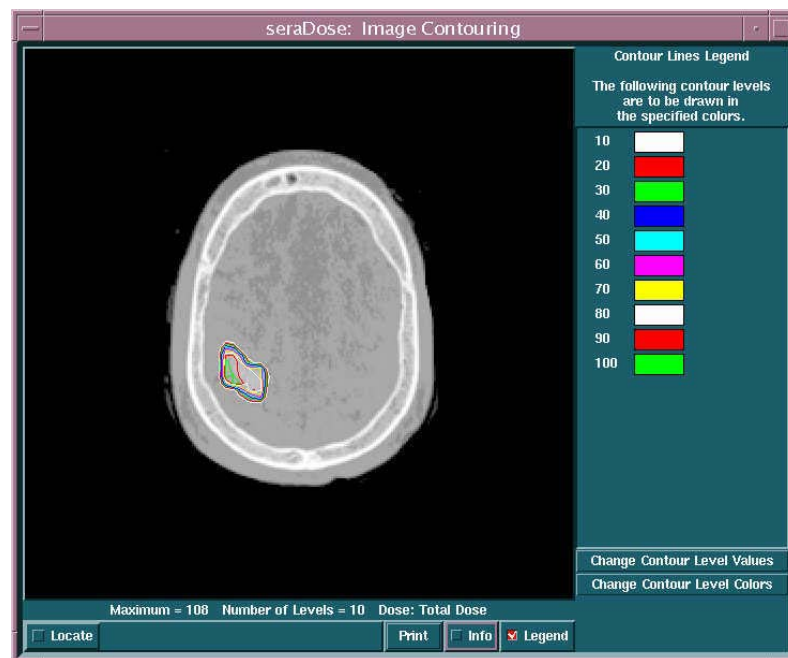 seraDose: Image Contouring
Contour Lines Legend
The following contour levels
are to be drawn in
the specified colors.
10
20
30
40
50
60
70
80
90
100
Change Contour Level Values
Change Contour Level Colors
Maximum = 108 Number of Levels = 10 Dose: Total Dose
Locate Print Info Legend